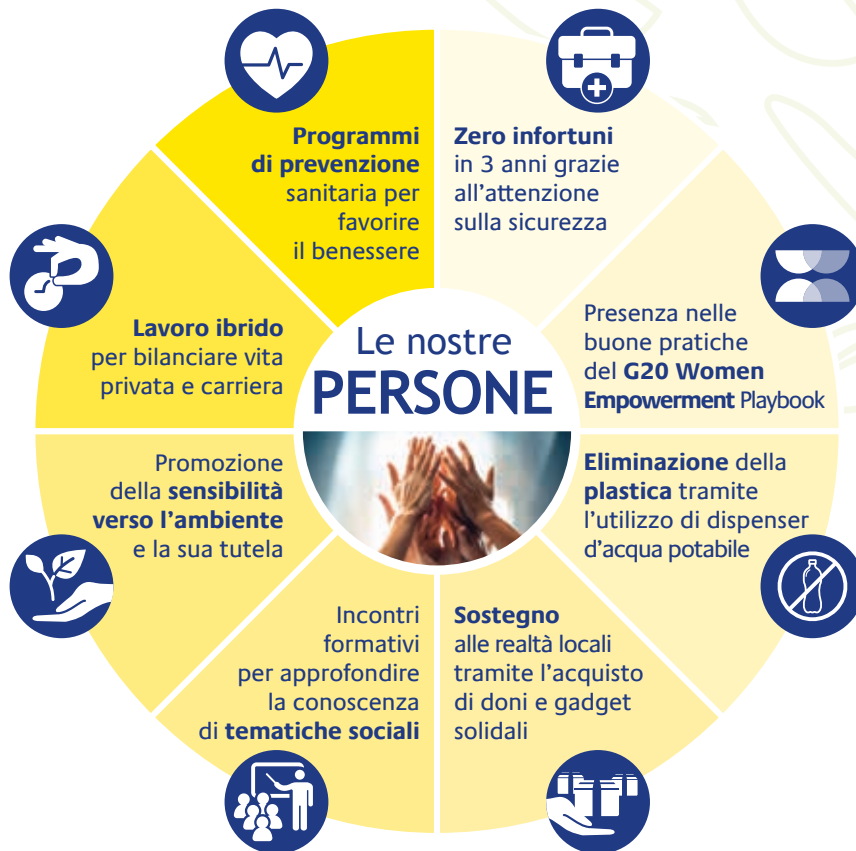 Le nostre
PERSONE
Zero infortuni
in 3 anni grazie
all'attenzione
sulla sicurezza
Presenza nelle
buone pratiche
del G20 Women
Empowerment Playbook
Eliminazione della
plastica tramite
l'utilizzo di dispenser
d'acqua potabile
Sostegno
alle realtà locali
tramite l'acquisto
di doni e gadget
solidali
Incontri
formativi
per approfondire
la conoscenza
di tematiche sociali
Promozione
della sensibilità
verso l'ambiente
e la sua tutela
Lavoro ibrido
per bilanciare vita
privata e carriera
Programmi
di prevenzione
sanitaria per
favorire
il benessere